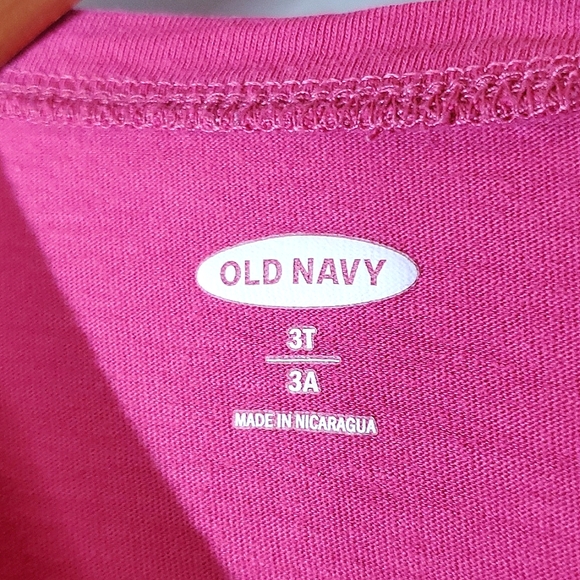 OLD NAVY
3T
3A
MADE IN NICARAGUA